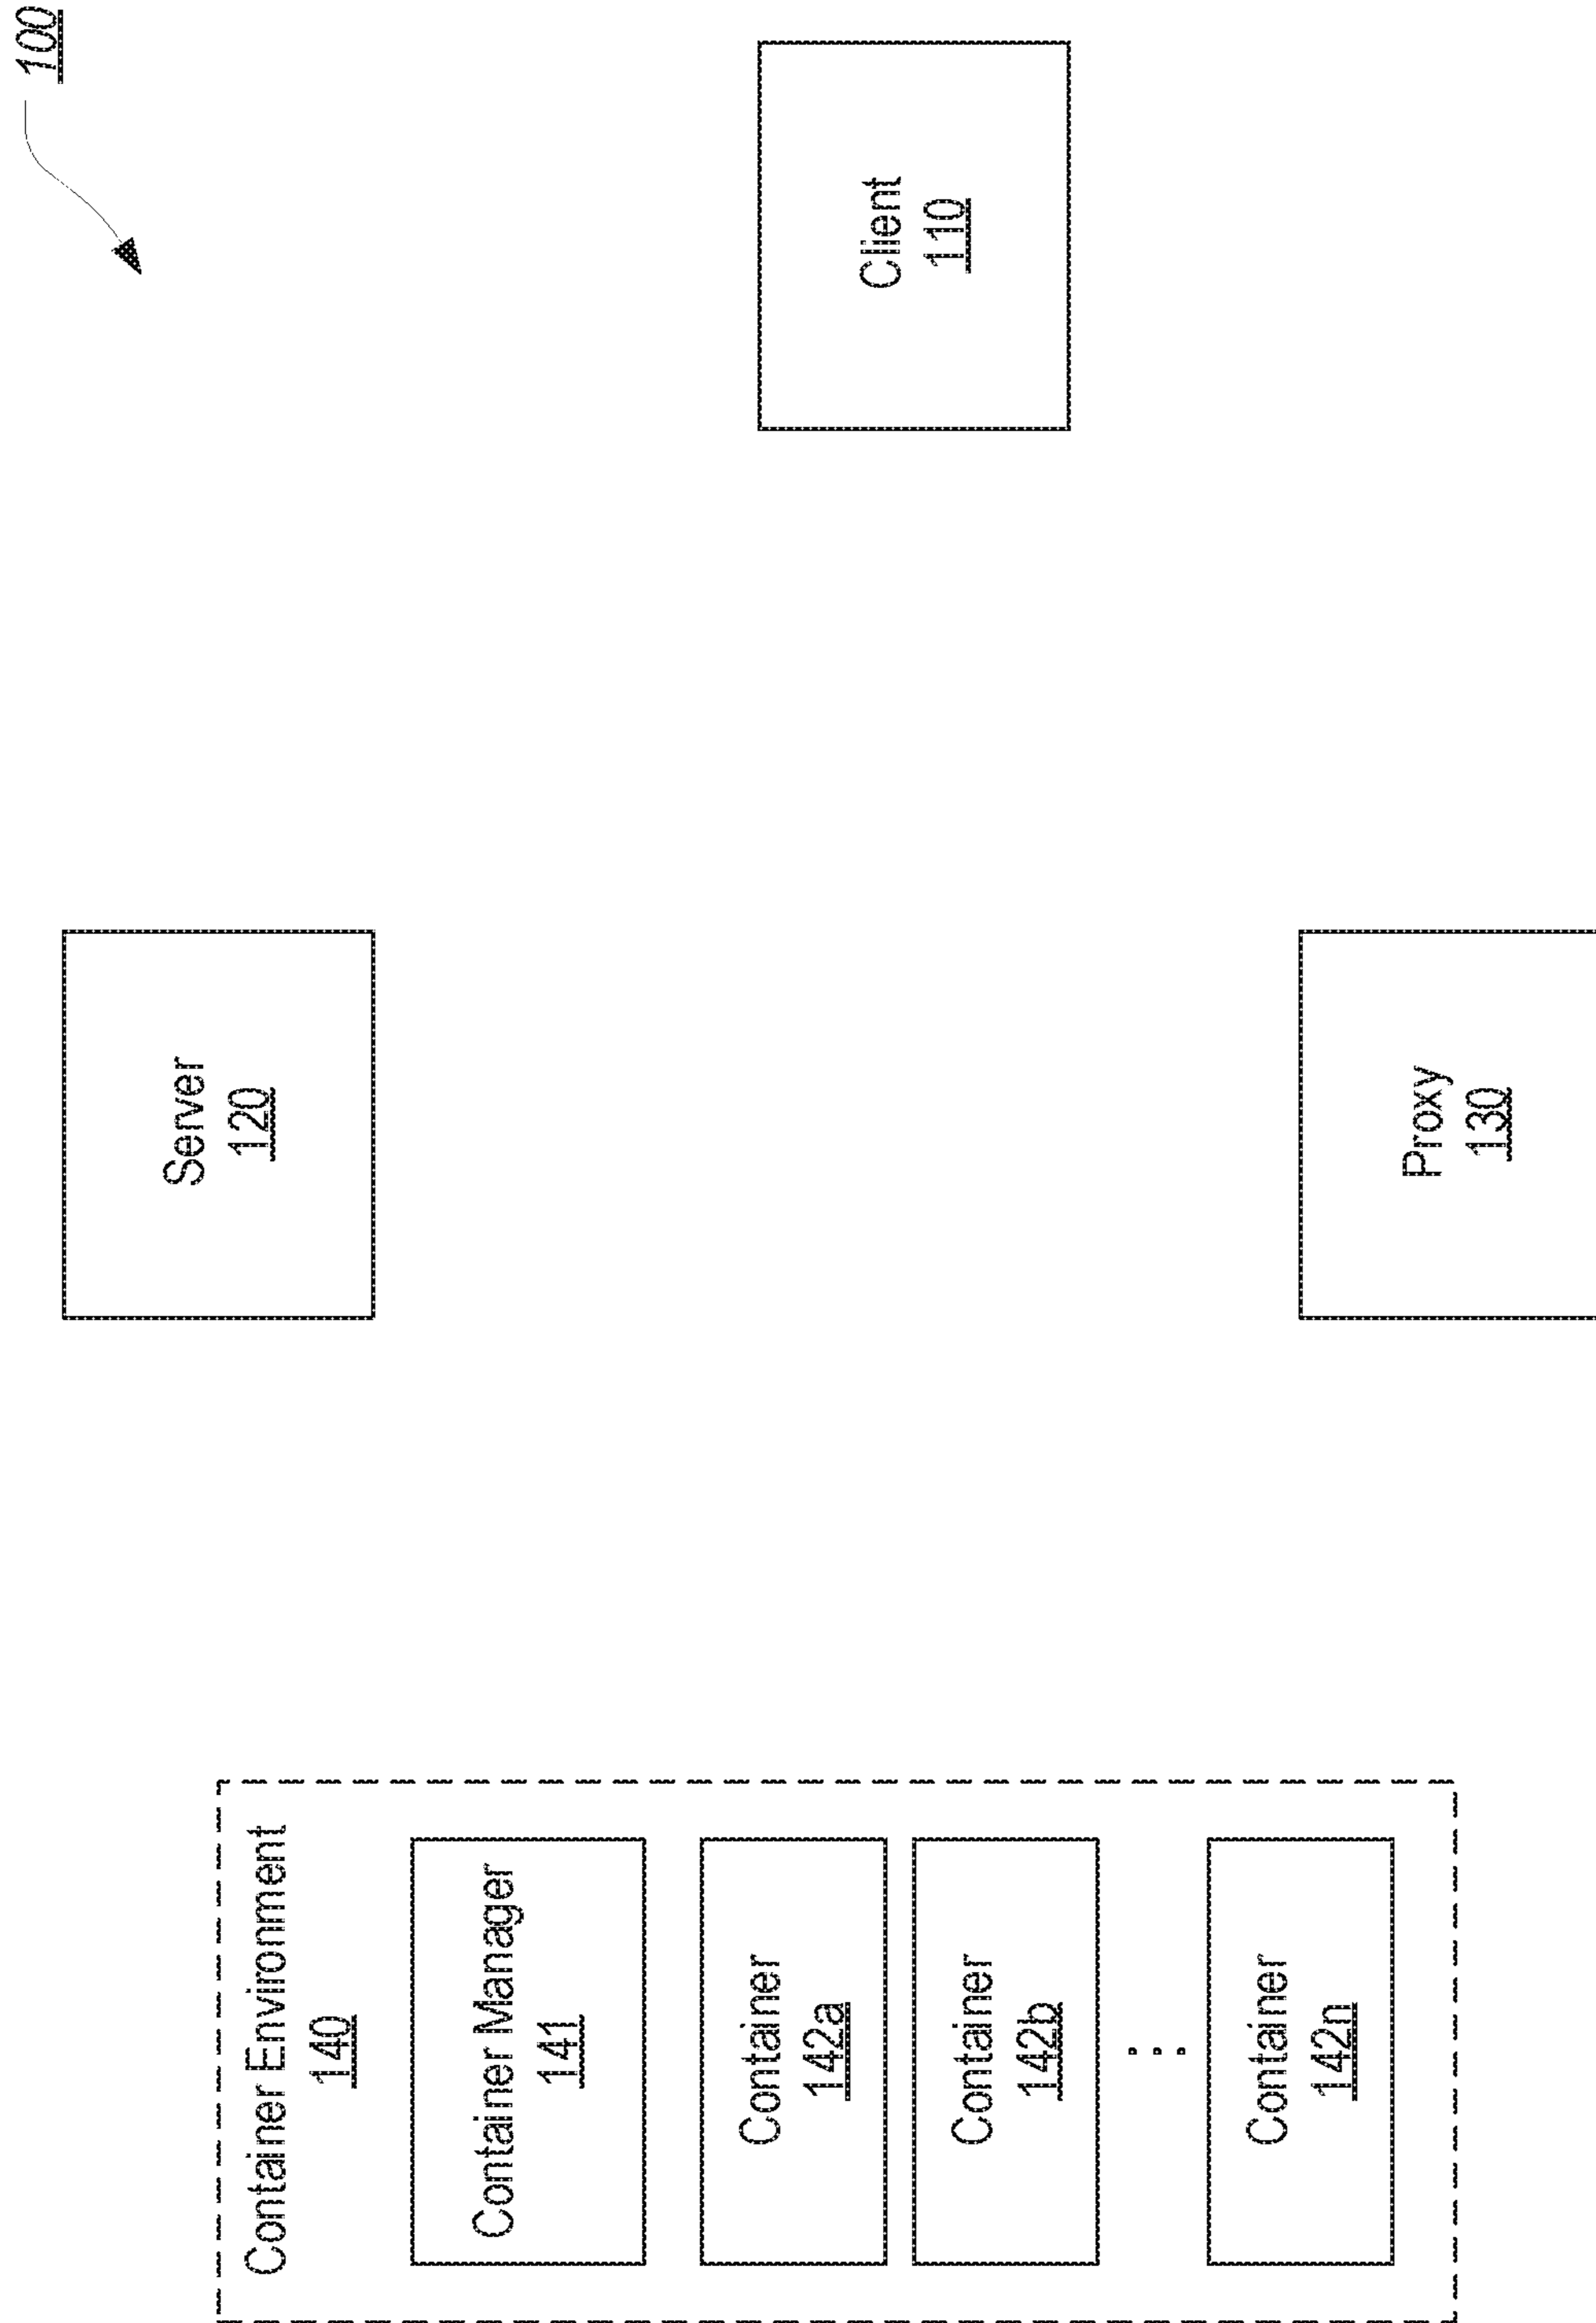 100
Container Environment
140
Container Manager
141
Container
142a
Container
142b
Container
142n
Server
120
Proxy
130
Client
110